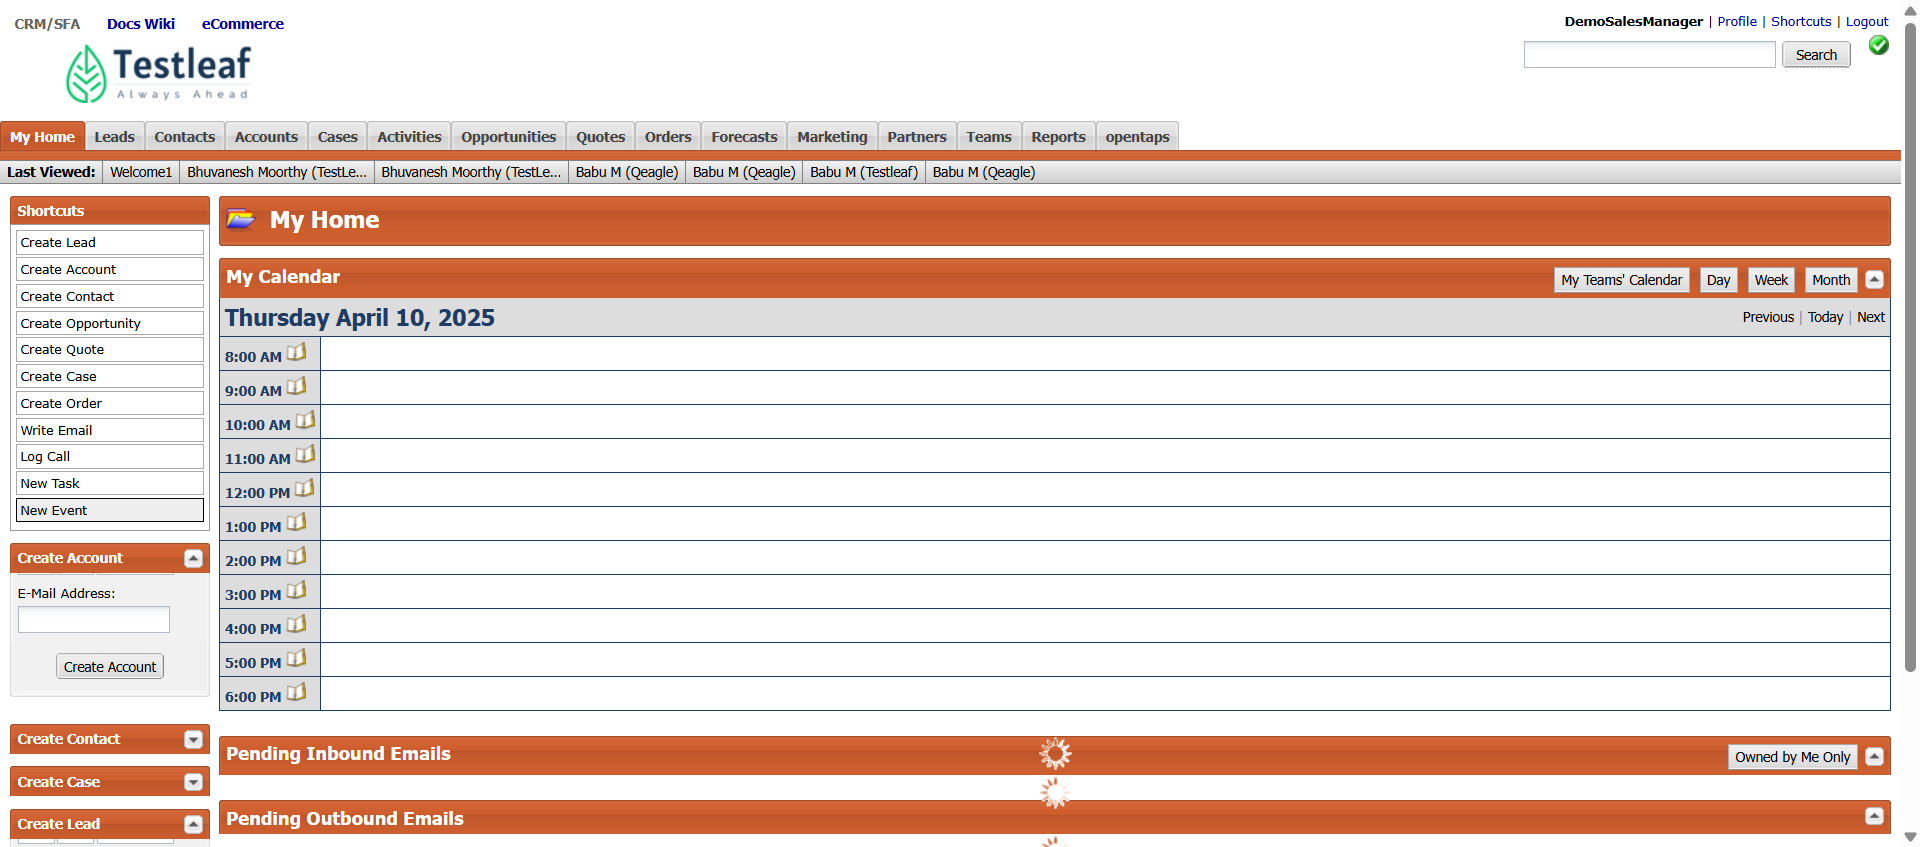 CRM/SFA Docs Wiki eCommerce
DemoSalesManager | Profile | Shortcuts | Logout
Testleaf
Always Ahead
Search
My Home Leads Contacts Accounts Cases Activities Opportunities Quotes Orders Forecasts Marketing Partners Teams Reports opentaps
Last Viewed: Welcome1 Bhuvanesh Moorthy (TestLe... Bhuvanesh Moorthy (TestLe... Babu M (Qeagle) Babu M (Qeagle) Babu M (Testleaf) Babu M (Qeagle)
Shortcuts
Create Lead
Create Account
Create Contact
Create Opportunity
Create Quote
Create Case
Create Order
Write Email
Log Call
New Task
New Event
Create Account
E-Mail Address:
Create Account
Create Contact
Create Case
Create Lead
My Home
My Calendar
My Teams' Calendar Day Week Month
Thursday April 10, 2025
Previous | Today | Next
8:00 AM
9:00 AM
10:00 AM
11:00 AM
12:00 PM
1:00 PM
2:00 PM
3:00 PM
4:00 PM
5:00 PM
6:00 PM
Pending Inbound Emails
Owned by Me Only
Pending Outbound Emails